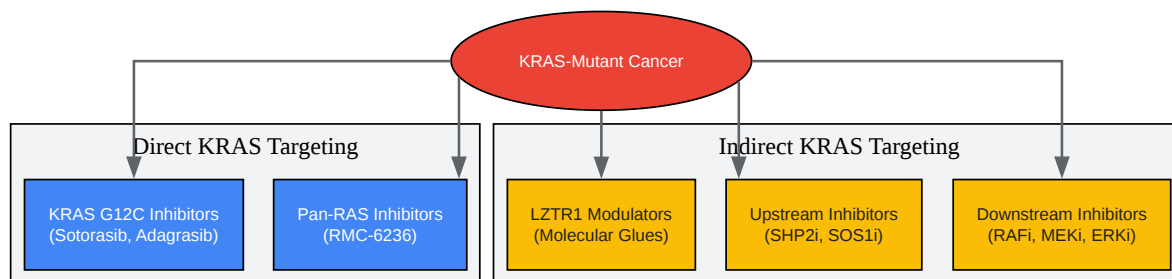 KRAS-Mutant Cancer
Direct KRAS Targeting
KRAS G12C Inhibitors
(Sotorasib, Adagrasib)
Pan-RAS Inhibitors
(RMC-6236)
Indirect KRAS Targeting
LZTR1 Modulators
(Molecular Glues)
Upstream Inhibitors
(SHP2i, SOS1i)
Downstream Inhibitors
(RAFi, MEKi, ERKi)